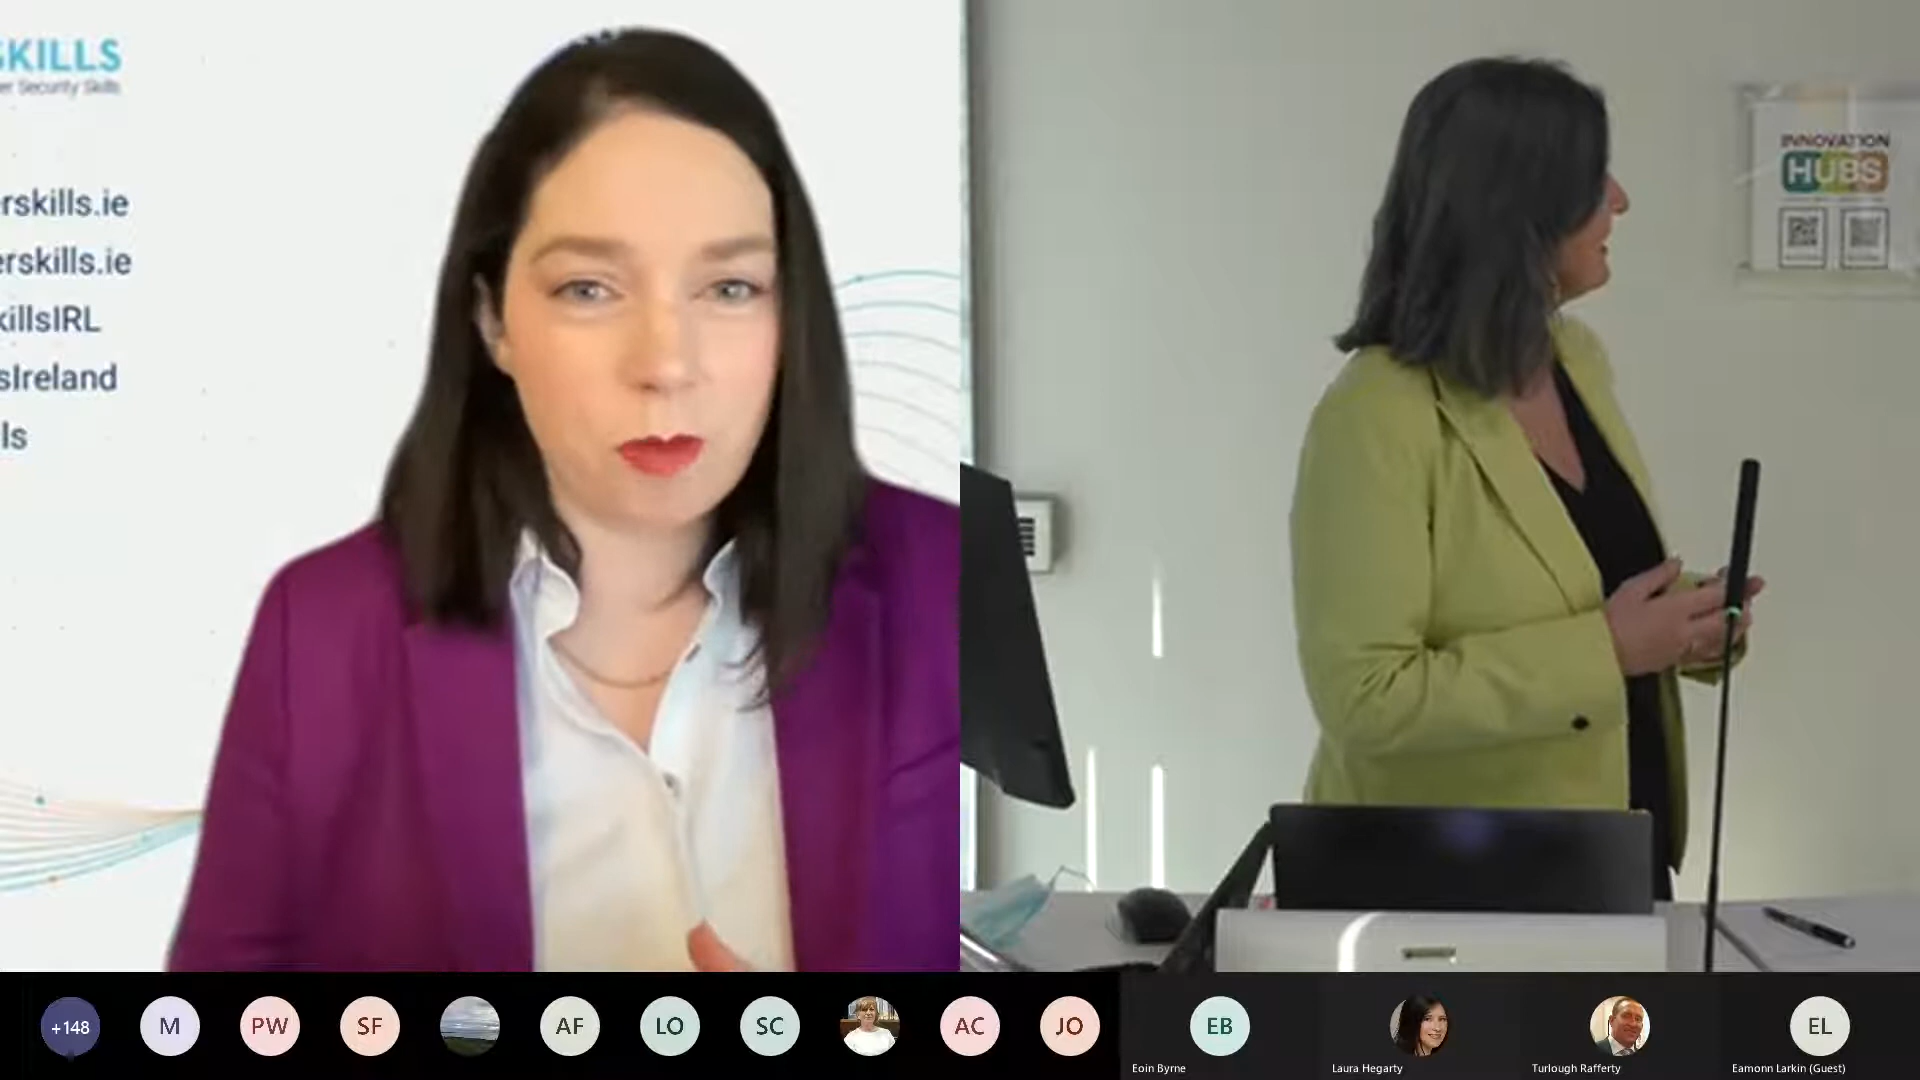 SKILLS
er Security Skills
rskills.ie
erskills.ie
killsIRL
sIreland
ls
INNOVATION
HUBS
+148
M
PW
SF
AF
LO
SC
AC
JO
EB
EL
Eoin Byrne
Laura Hegarty
Turlough Rafferty
Eamonn Larkin (Guest)